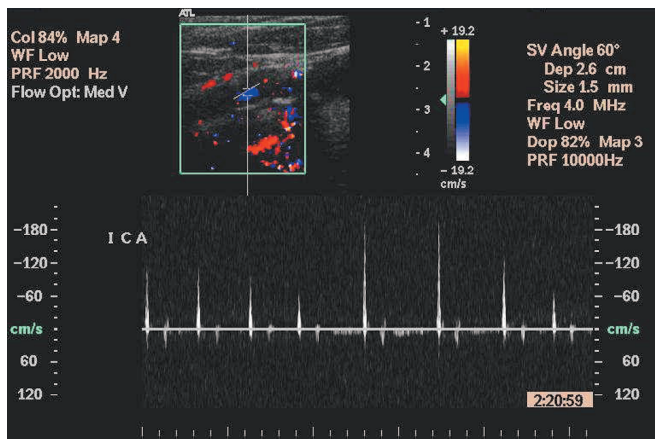 ATL
Col 84% Map 4
WF Low
PRF 2000 Hz
Flow Opt: Med V
- 1
- 2
- 3
- 4
+ 19.2
- 19.2
cm/s
SV Angle 60°
Dep 2.6 cm
Size 1.5 mm
Freq 4.0 MHz
WF Low
Dop 82% Map 3
PRF 10000Hz
I C A
-180
-120
-60
cm/s
60
120
-180
-120
-60
cm/s
60
120
2:20:59